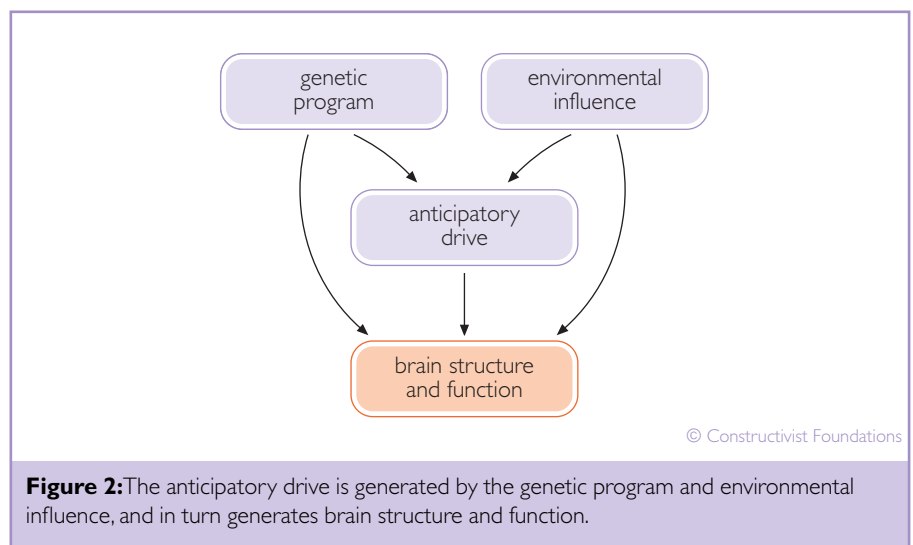 genetic
program
environmental
influence
anticipatory
drive
brain structure
and function
© Constructivist Foundations
Figure 2:The anticipatory drive is generated by the genetic program and environmental
influence, and in turn generates brain structure and function.